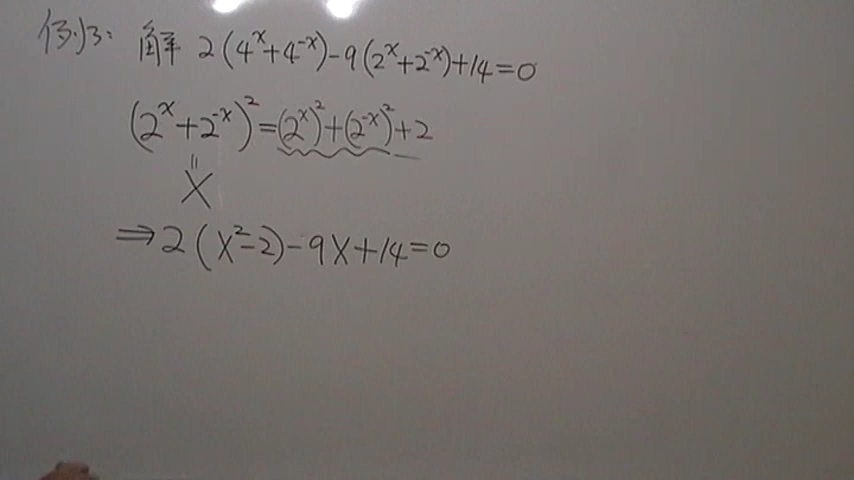 例3: 解 2(4^x+4^-x)-9(2^x+2^-x)+14=0
(2^x+2^-x)^2=(2^x)^2+(2^-x)^2+2
=
X
⇒2(X^2-2)-9X+14=0